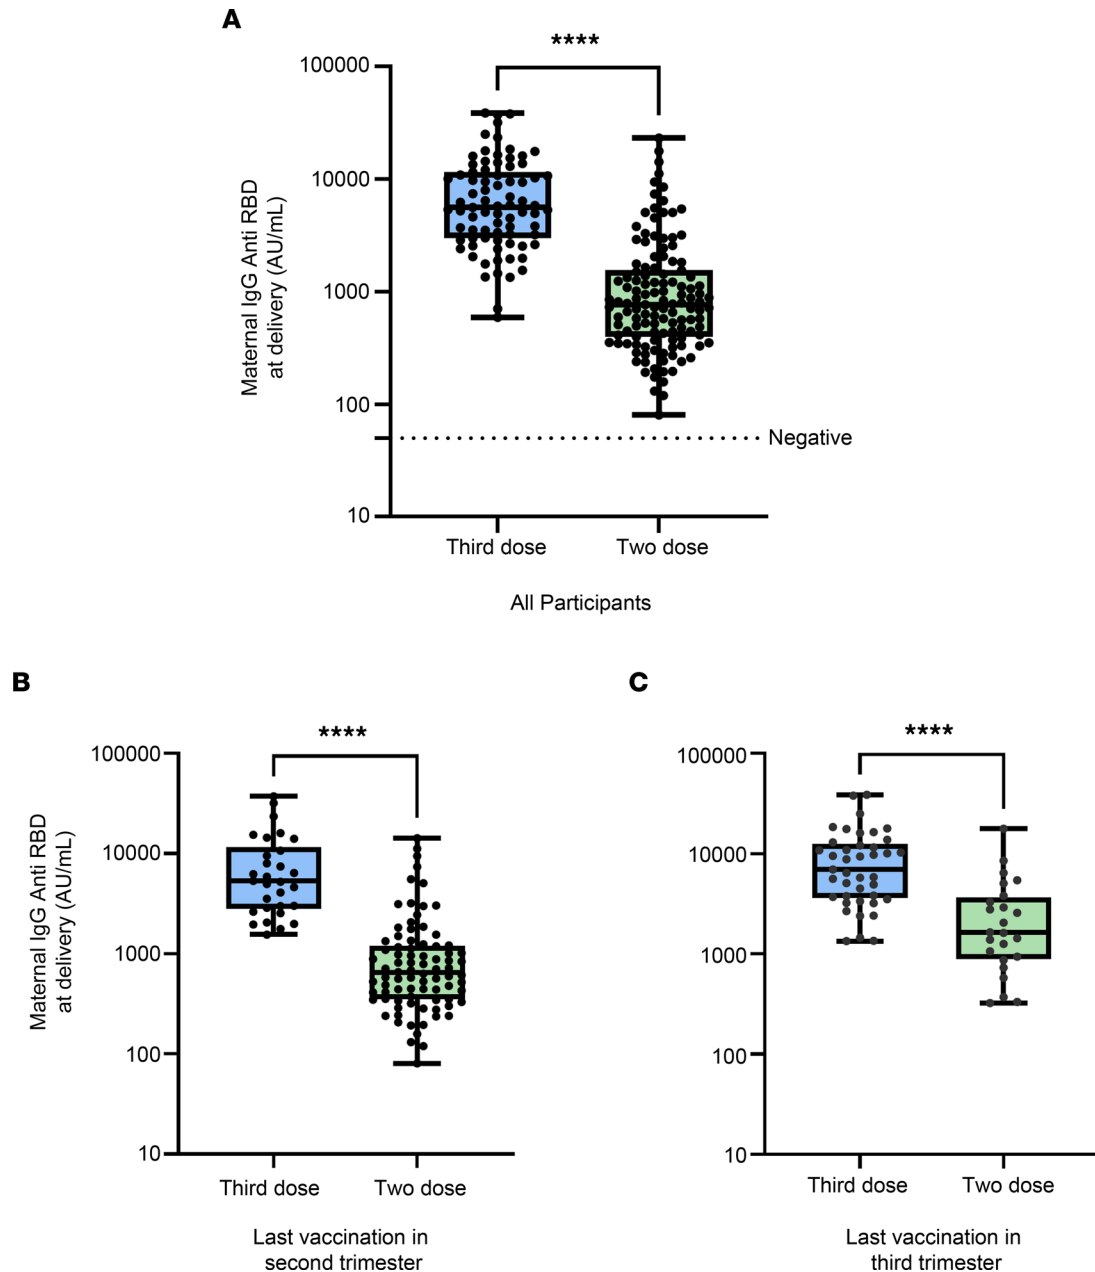 A
****
100000
10000
1000
100
10
Maternal IgG Anti RBD
at delivery (AU/mL)
Negative
Third dose
Two dose
All Participants
B
****
100000
10000
1000
100
10
Maternal IgG Anti RBD
at delivery (AU/mL)
Third dose
Two dose
Last vaccination in
second trimester
C
****
100000
10000
1000
100
10
Third dose
Two dose
Last vaccination in
third trimester